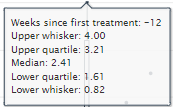 Weeks since first treatment: -12
Upper whisker: 4.00
Upper quartile: 3.21
Median: 2.41
Lower quartile: 1.61
Lower whisker: 0.82